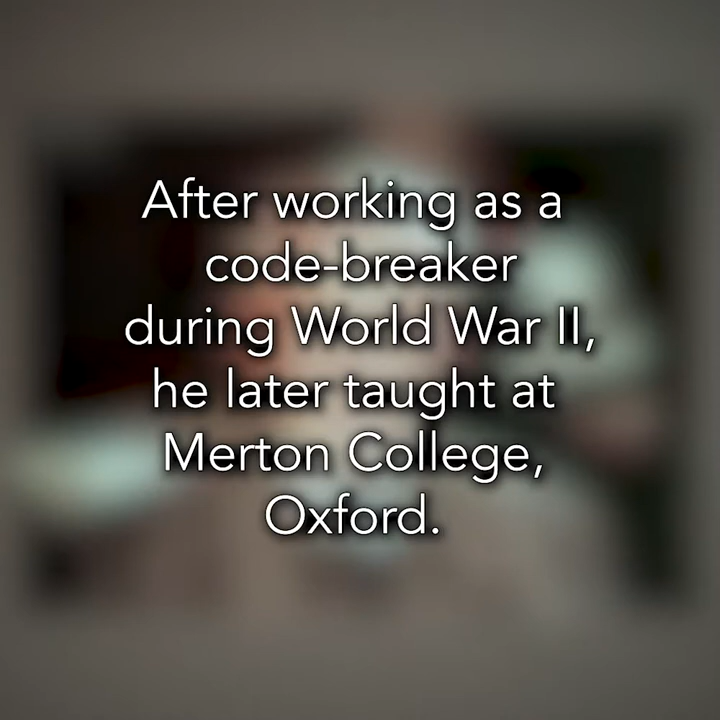 After working as a
code-breaker
during World War II,
he later taught at
Merton College,
Oxford.